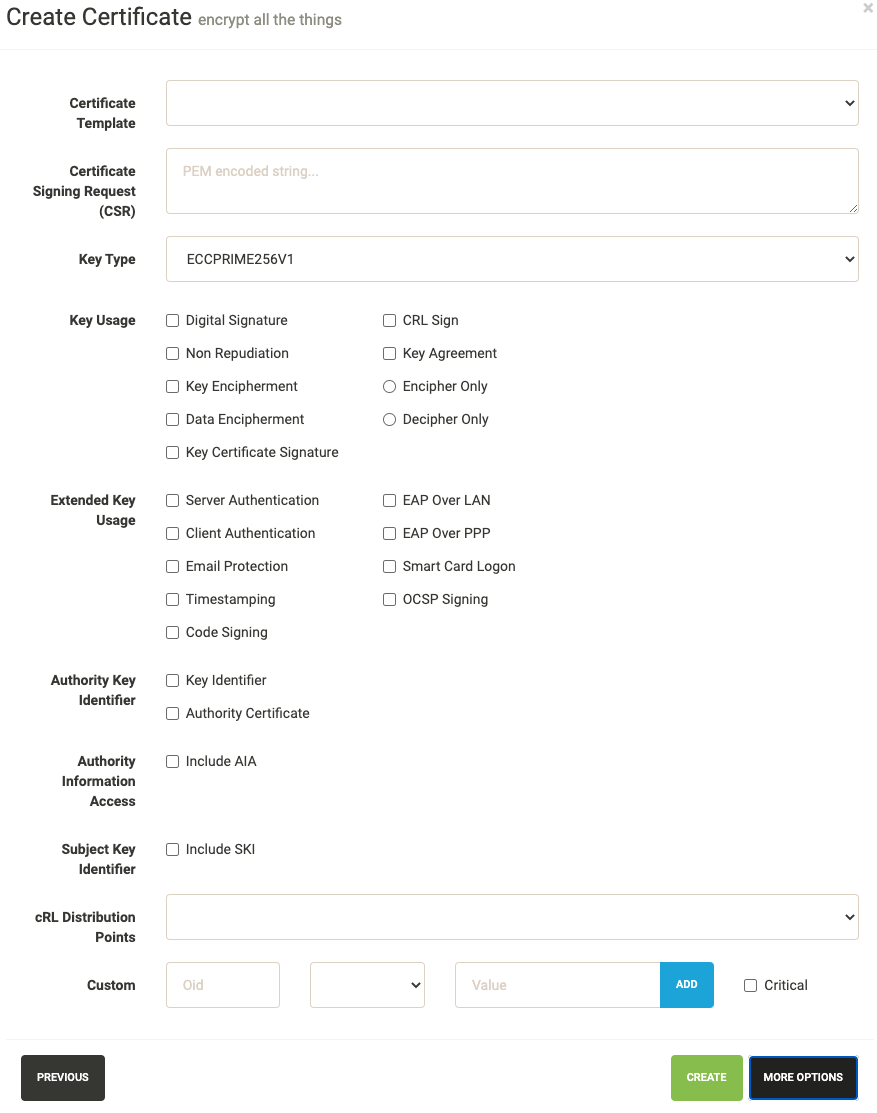 Create Certificate encrypt all the things
×
Certificate
Template
Certificate
Signing Request
(CSR)
PEM encoded string...
Key Type
ECCPRIME256V1
Key Usage
Digital Signature
CRL Sign
Non Repudiation
Key Agreement
Key Encipherment
Encipher Only
Data Encipherment
Decipher Only
Key Certificate Signature
Extended Key
Usage
Server Authentication
EAP Over LAN
Client Authentication
EAP Over PPP
Email Protection
Smart Card Logon
Timestamping
OCSP Signing
Code Signing
Authority Key
Identifier
Key Identifier
Authority Certificate
Authority
Information
Access
Include AIA
Subject Key
Identifier
Include SKI
cRL Distribution
Points
Custom
Oid
Value
ADD
Critical
PREVIOUS
CREATE
MORE OPTIONS